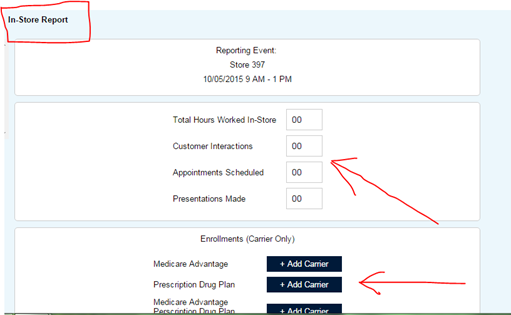 In-Store Report
Reporting Event:
Store 397
10/05/2015 9 AM - 1 PM
Total Hours Worked In-Store 00
Customer Interactions 00
Appointments Scheduled 00
Presentations Made 00
Enrollments (Carrier Only)
Medicare Advantage + Add Carrier
Prescription Drug Plan + Add Carrier
Medicare Advantage
Prescription Drug Plan + Add Carrier